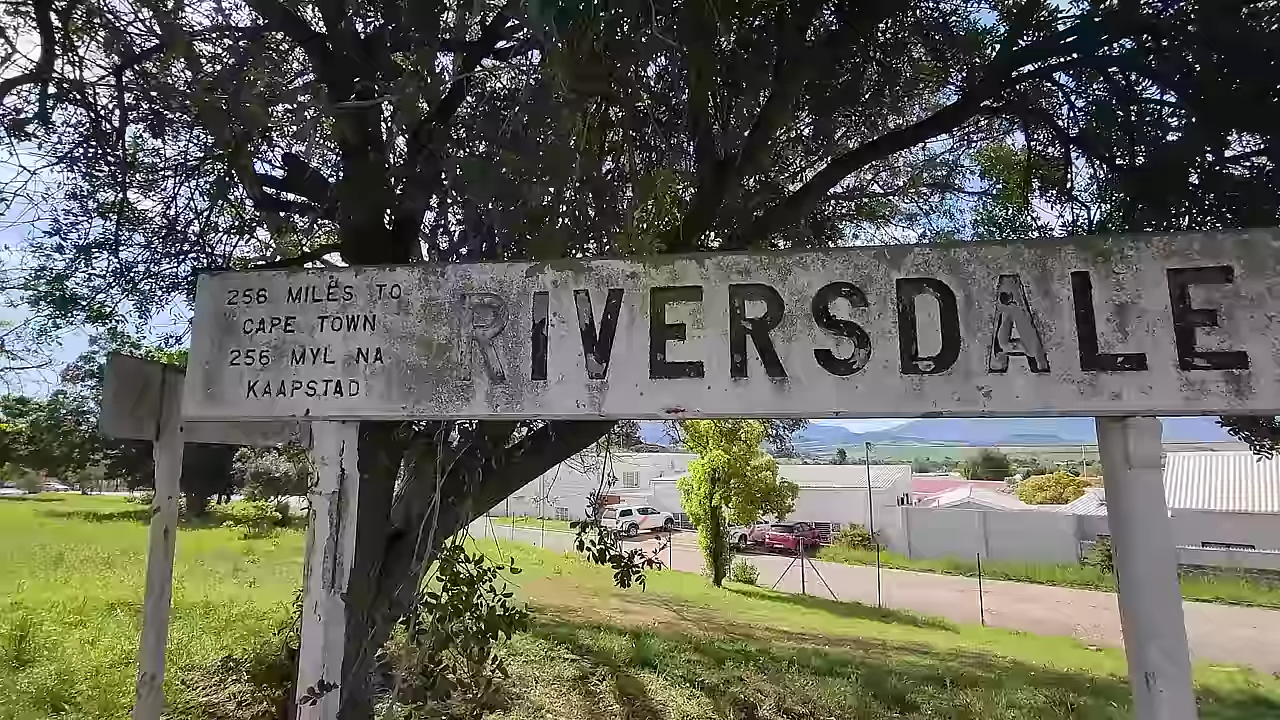 256 MILES TO
CAPE TOWN
256 MYL NA
KAAPSTAD
RIVERSDALE